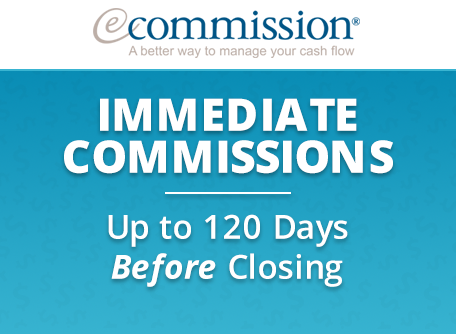 ecommission®
A better way to manage your cash flow
IMMEDIATE
COMMISSIONS
Up to 120 Days
Before Closing